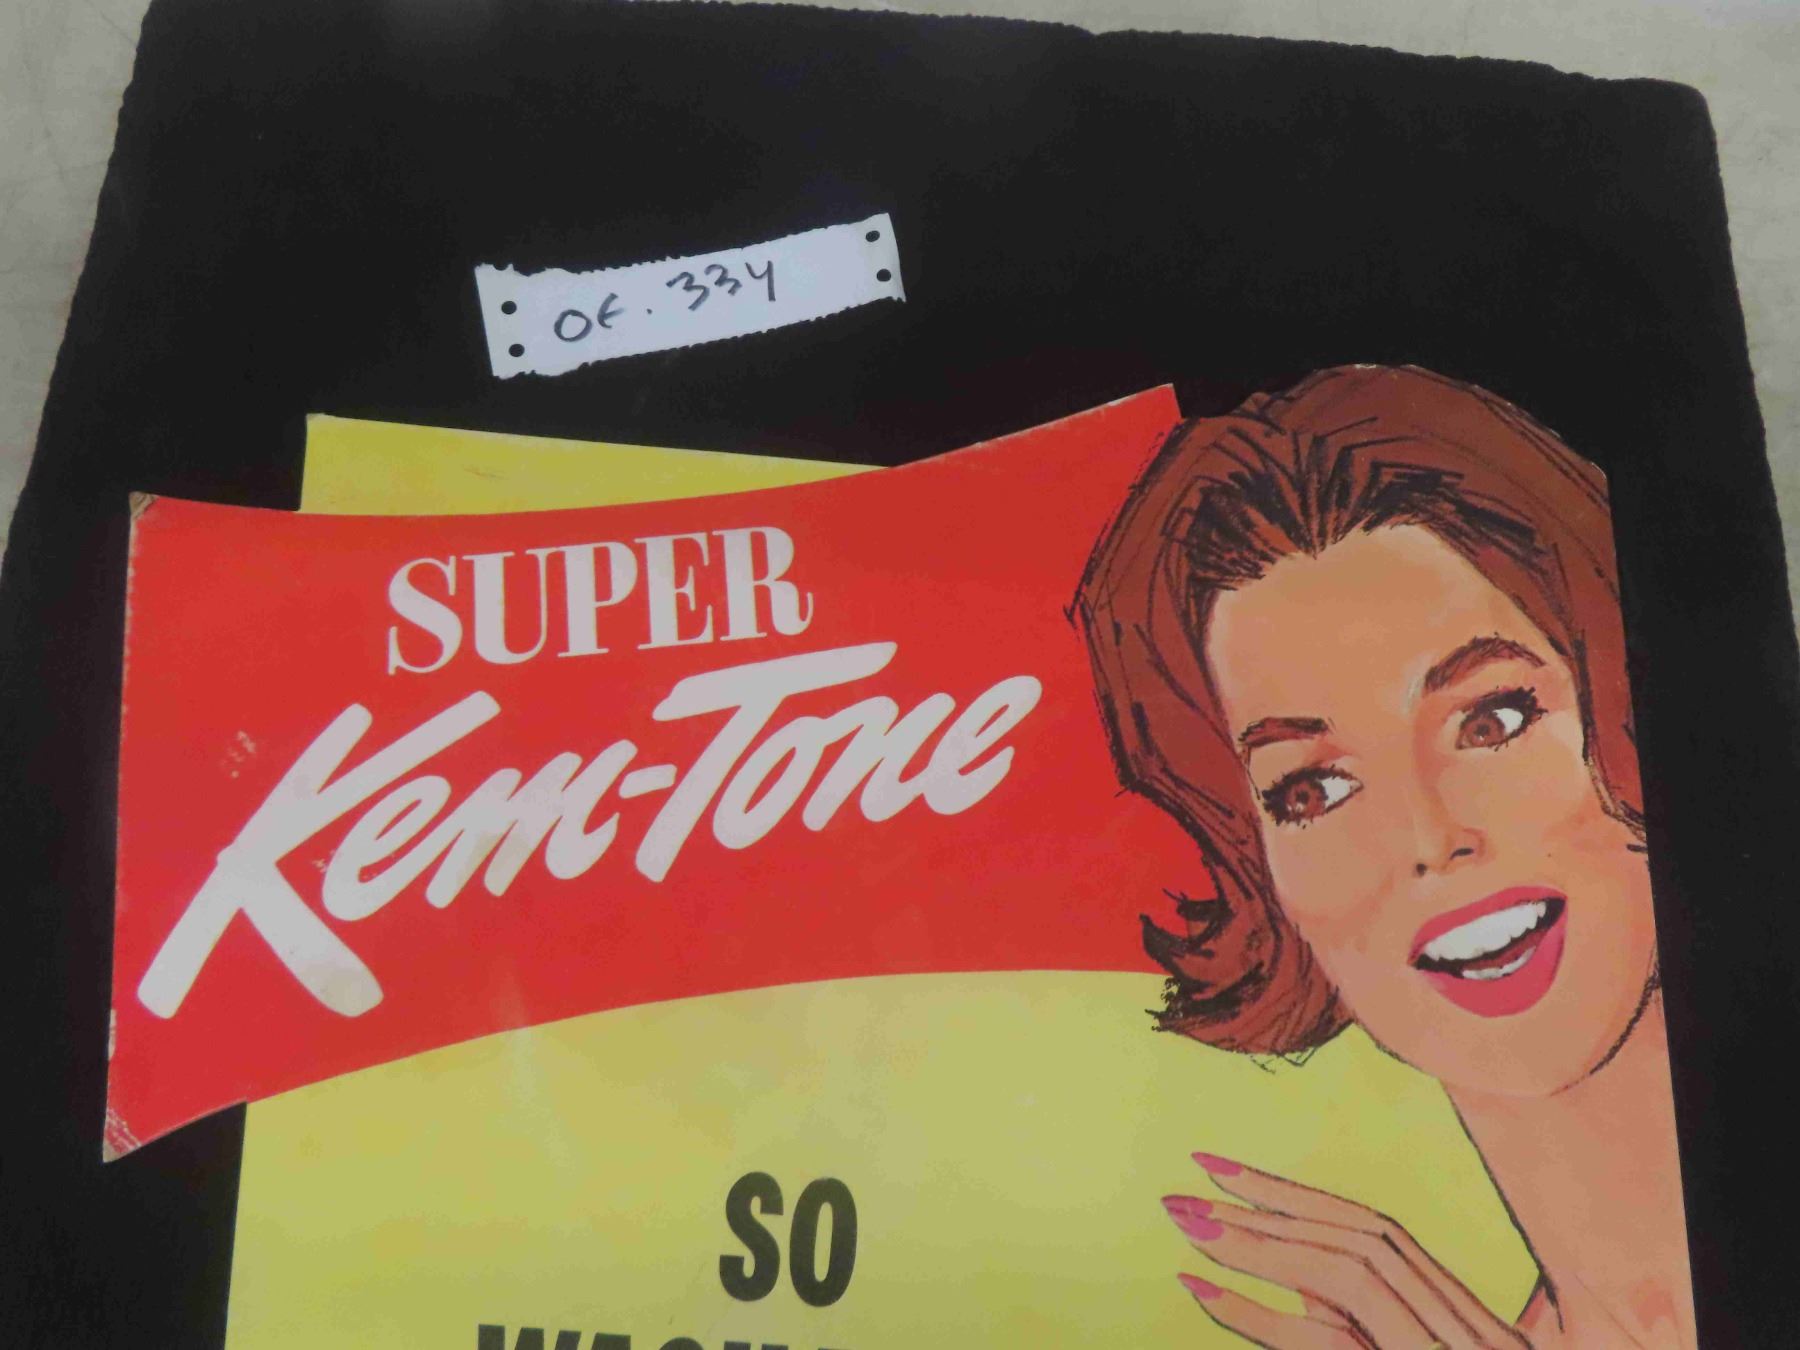 OE. 334
SUPER
Kem-Tone
SO